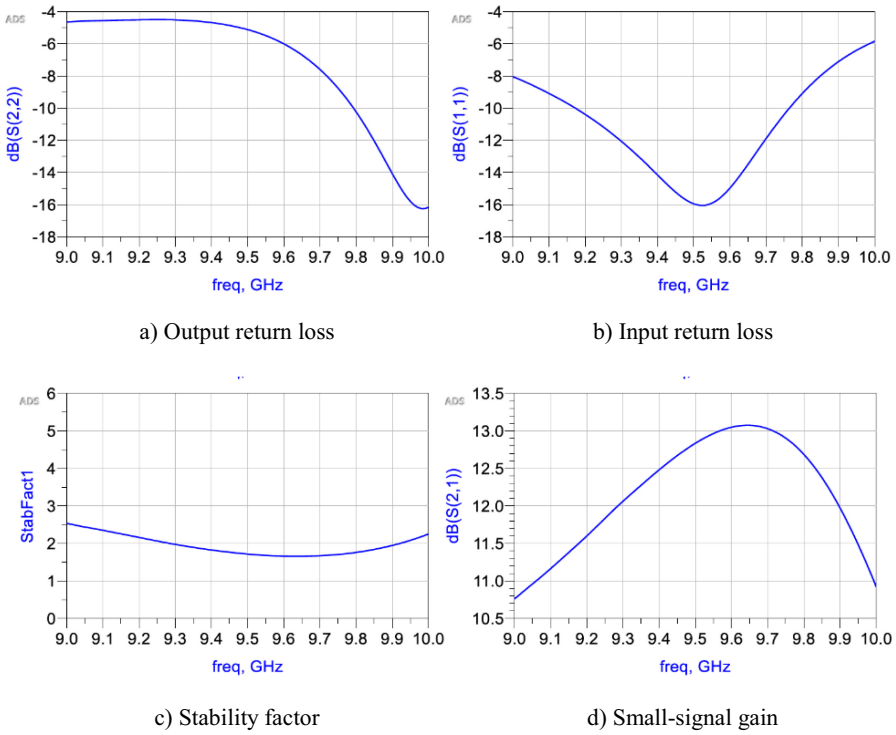 ADS
-4
-6
-8
-10
-12
-14
-16
-18
dB(S(2,2))
9.0 9.1 9.2 9.3 9.4 9.5 9.6 9.7 9.8 9.9 10.0
freq, GHz
a) Output return loss
ADS
-4
-6
-8
-10
-12
-14
-16
-18
dB(S(1,1))
9.0 9.1 9.2 9.3 9.4 9.5 9.6 9.7 9.8 9.9 10.0
freq, GHz
b) Input return loss
ADS
6
5
4
3
2
1
0
StabFact1
9.0 9.1 9.2 9.3 9.4 9.5 9.6 9.7 9.8 9.9 10.0
freq, GHz
c) Stability factor
ADS
13.5
13.0
12.5
12.0
11.5
11.0
10.5
dB(S(2,1))
9.0 9.1 9.2 9.3 9.4 9.5 9.6 9.7 9.8 9.9 10.0
freq, GHz
d) Small-signal gain